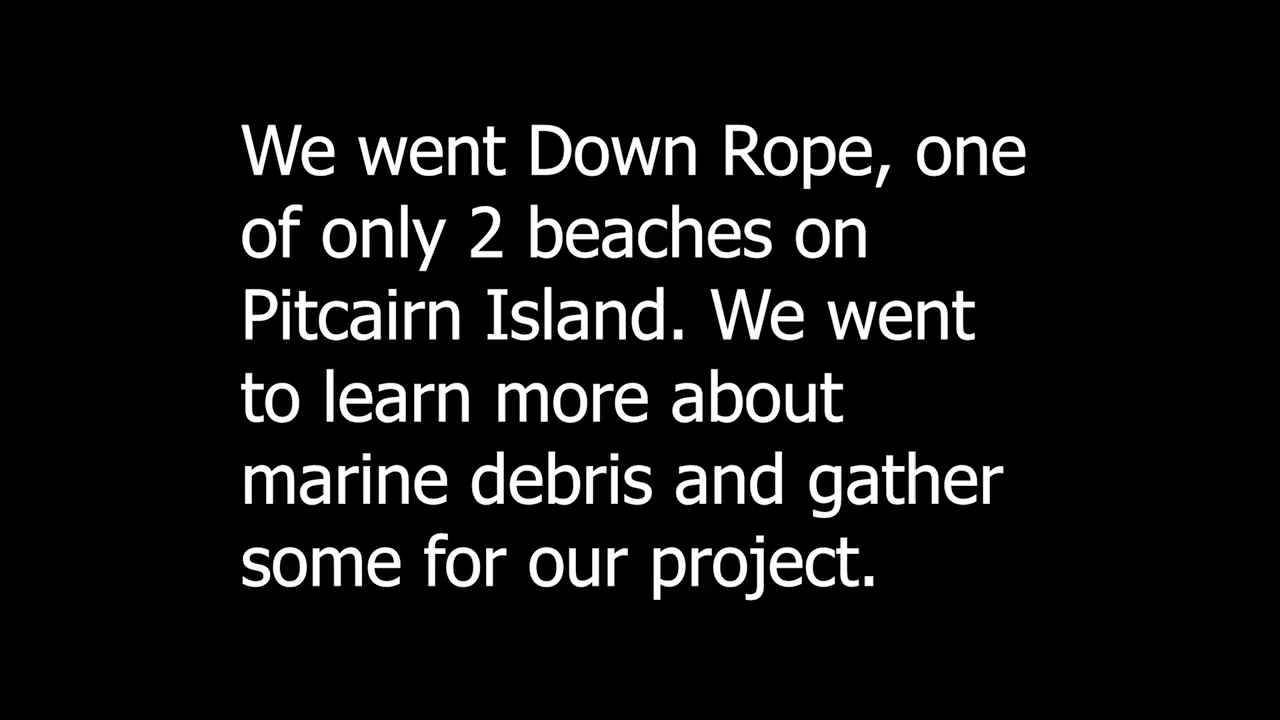 We went Down Rope, one
of only 2 beaches on
Pitcairn Island. We went
to learn more about
marine debris and gather
some for our project.